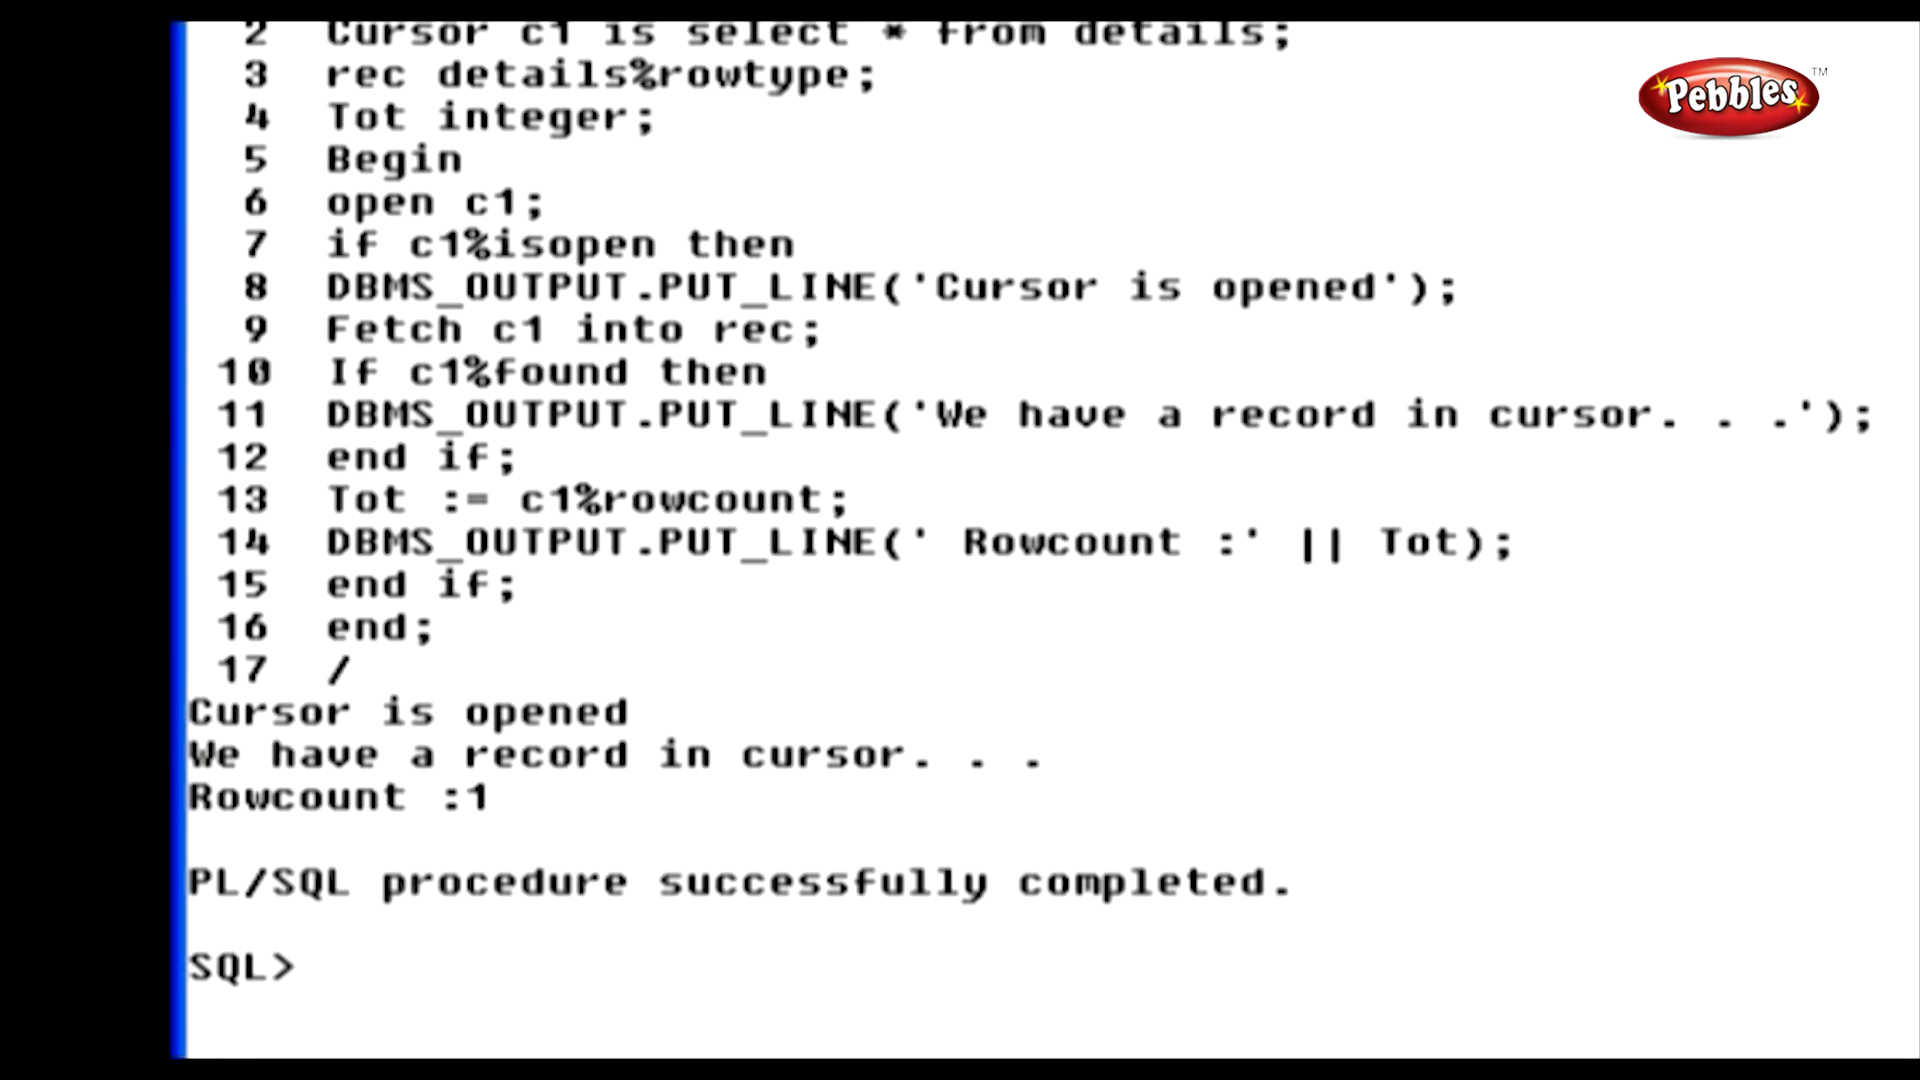 2 Cursor c1 is select * from details;
3 rec details%rowtype;
4 Tot integer;
5 Begin
6 open c1;
7 if c1%isopen then
8 DBMS_OUTPUT.PUT_LINE('Cursor is opened');
9 Fetch c1 into rec;
10 If c1%found then
11 DBMS_OUTPUT.PUT_LINE('We have a record in cursor. . .');
12 end if;
13 Tot := c1%rowcount;
14 DBMS_OUTPUT.PUT_LINE(' Rowcount :' || Tot);
15 end if;
16 end;
17 /
Cursor is opened
We have a record in cursor. . .
Rowcount :1
PL/SQL procedure successfully completed.
SQL>
Pebbles TM